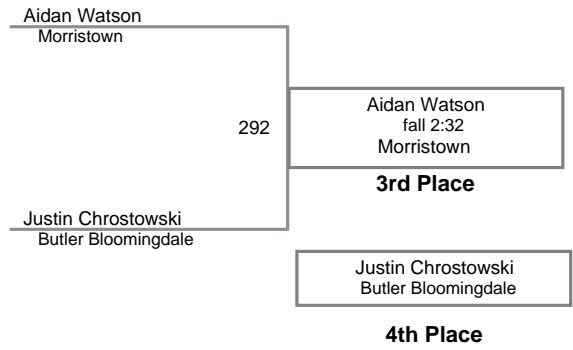 Aidan Watson
Morristown
292
Aidan Watson
fall 2:32
Morristown
3rd Place
Justin Chrostowski
Butler Bloomingdale
Justin Chrostowski
Butler Bloomingdale
4th Place